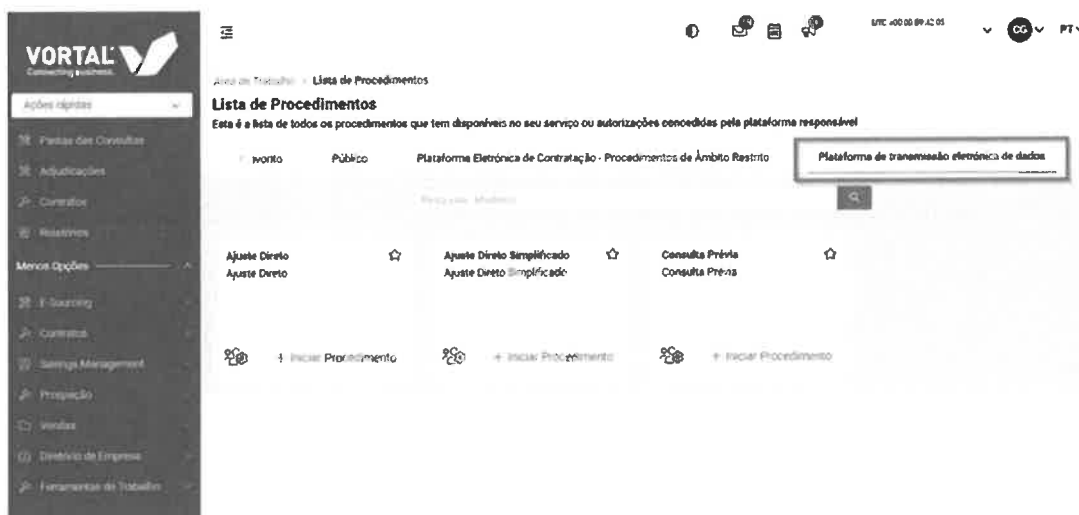 VORTAL
Connecting business.
Ações rápidas
Pastas das Consultas
Adjudicações
Contratos
Relatórios
Menos Opções
E-Sourcing
Contratos
Savings Management
Prospeção
Vendas
Diretório de Empresa
Ferramentas de Trabalho
CG
PT
Área de Trabalho > Lista de Procedimentos
Lista de Procedimentos
Esta é a lista de todos os procedimentos que tem disponíveis no seu serviço ou autorizações concedidas pela plataforma responsável
Público
Plataforma Eletrónica de Contratação - Procedimentos de Âmbito Restrito
Plataforma de transmissão eletrónica de dados
Ajuste Direto
Ajuste Direto
+ Iniciar Procedimento
Ajuste Direto Simplificado
Ajuste Direto Simplificado
+ Iniciar Procedimento
Consulta Prévia
Consulta Prévia
+ Iniciar Procedimento